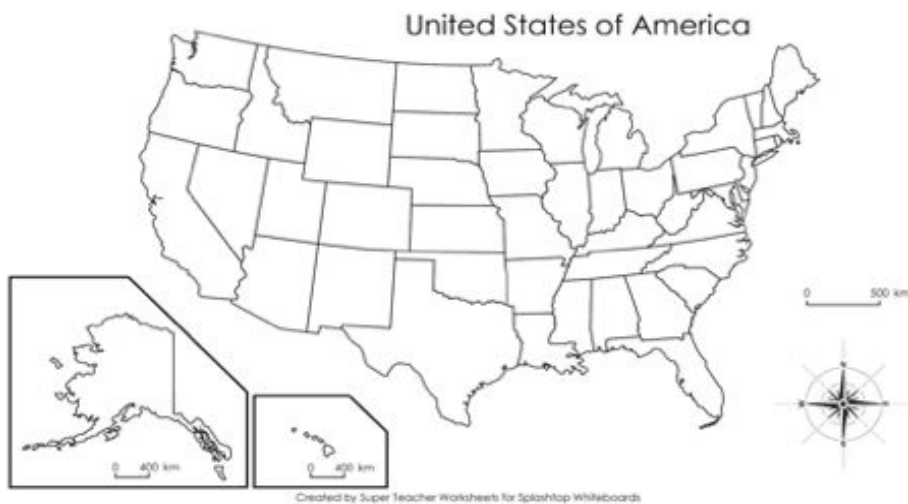 United States of America
0 500 km
N
S
0 400 km
0 400 km
Created by Super Teacher Worksheets for Splashtop Whiteboards